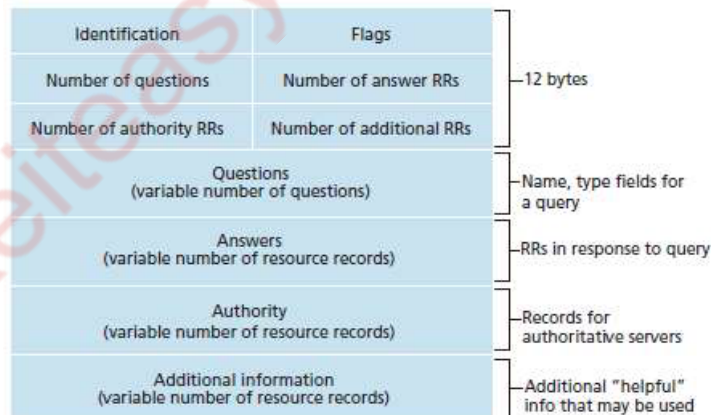 Identification
Flags
Number of questions
Number of answer RRs
12 bytes
Number of authority RRs
Number of additional RRs
Questions
(variable number of questions)
Name, type fields for
a query
Answers
(variable number of resource records)
RRs in response to query
Authority
(variable number of resource records)
Records for
authoritative servers
Additional information
(variable number of resource records)
Additional "helpful"
info that may be used